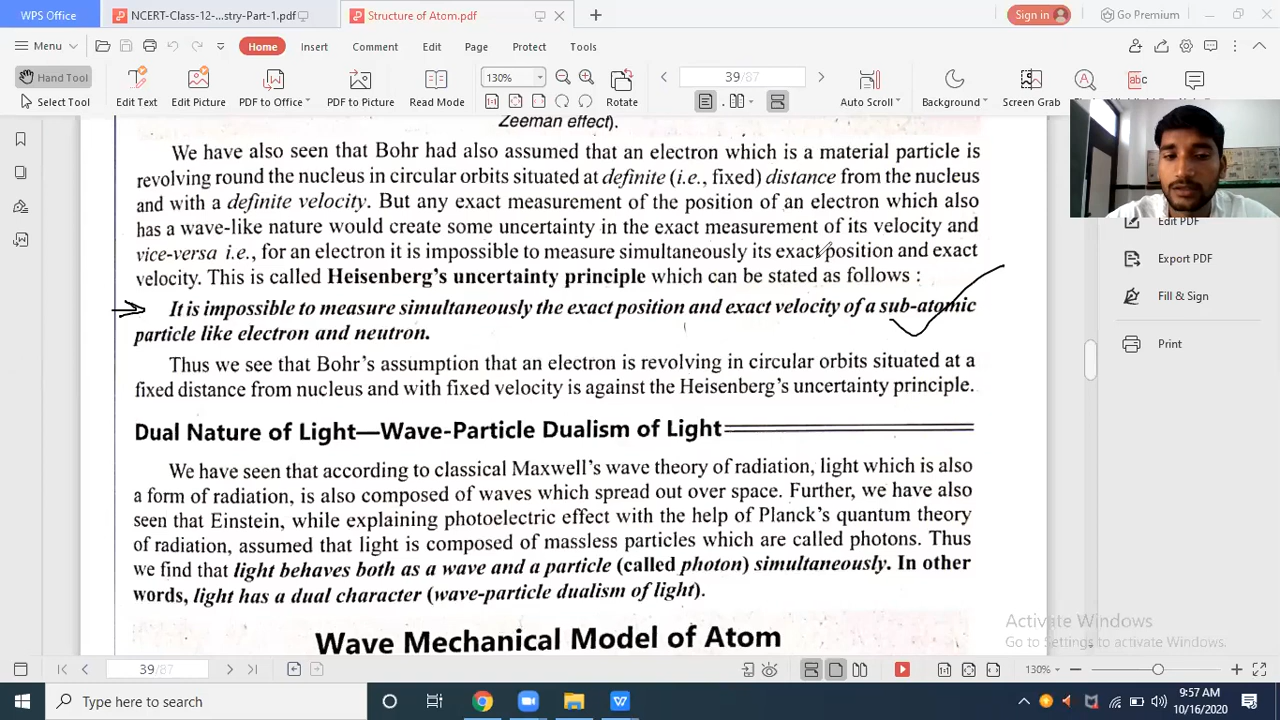 WPS Office
NCERT-Class-12-...stry-Part-1.pdf
Structure of Atom.pdf
Sign in
Go Premium
Menu
Home
Insert
Comment
Edit
Page
Protect
Tools
Hand Tool
Select Text
Edit Text
Edit Picture
PDF to Office
PDF to Picture
Read Mode
130%
39/87
Rotate
Auto Scroll
Background
Screen Grab
Zeeman effect).
We have also seen that Bohr had also assumed that an electron which is a material particle is
revolving round the nucleus in circular orbits situated at definite (i.e., fixed) distance from the nucleus
and with a definite velocity. But any exact measurement of the position of an electron which also
has a wave-like nature would create some uncertainty in the exact measurement of its velocity and
vice-versa i.e., for an electron it is impossible to measure simultaneously its exact position and exact
velocity. This is called Heisenberg's uncertainty principle which can be stated as follows :
It is impossible to measure simultaneously the exact position and exact velocity of a sub-atomic
particle like electron and neutron.
Thus we see that Bohr's assumption that an electron is revolving in circular orbits situated at a
fixed distance from nucleus and with fixed velocity is against the Heisenberg's uncertainty principle.
Dual Nature of Light—Wave-Particle Dualism of Light
We have seen that according to classical Maxwell's wave theory of radiation, light which is also
a form of radiation, is also composed of waves which spread out over space. Further, we have also
seen that Einstein, while explaining photoelectric effect with the help of Planck's quantum theory
of radiation, assumed that light is composed of massless particles which are called photons. Thus
we find that light behaves both as a wave and a particle (called photon) simultaneously. In other
words, light has a dual character (wave-particle dualism of light).
Wave Mechanical Model of Atom
Edit PDF
Export PDF
Fill & Sign
Print
Activate Windows
Go to Settings to activate Windows.
39/87
130%
Type here to search
9:57 AM
10/16/2020